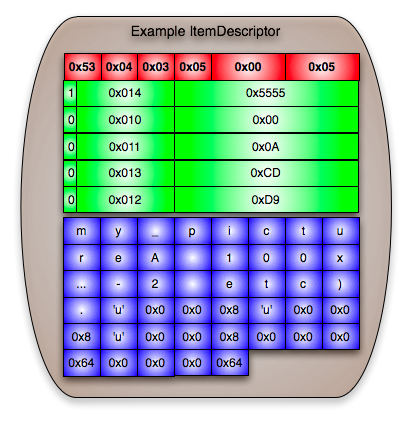 Example ItemDescriptor
0x53 0x04 0x03 0x05 0x00 0x05
1 0x014 0x5555
0 0x010 0x00
0 0x011 0x0A
0 0x013 0xCD
0 0x012 0xD9
m y _ p i c t u
r e A 1 0 0 x
... - 2 e t c )
. 'u' 0x0 0x0 0x8 'u' 0x0 0x0
0x8 'u' 0x0 0x0 0x8 0x0 0x0 0x0
0x64 0x0 0x0 0x0 0x64